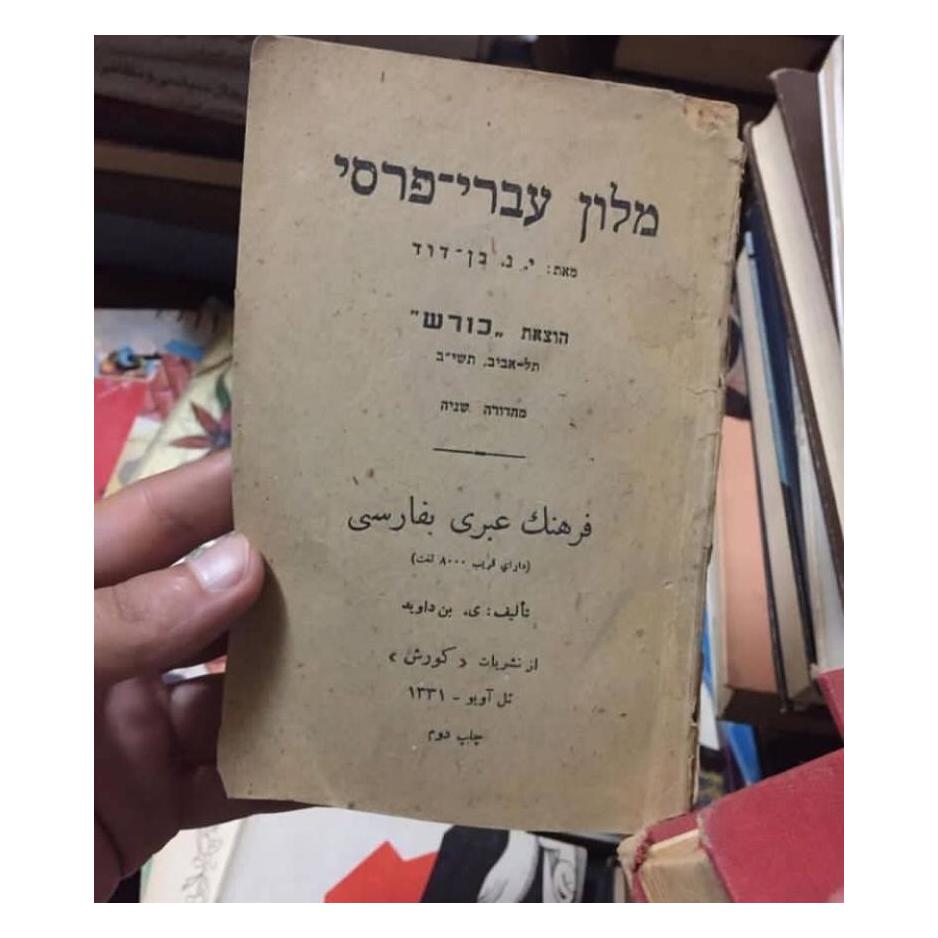 מלון עברי־פרסי
מאת: י. נ. בן־דוד
הוצאת „כורש"
תל-אביב, תשי"ב
מהדורה שניה
فرهنك عبری بفارسی
(دارای قریب ۸۰۰۰ لغت)
تألیف: ی. بن داوید
از نشریات «کورش»
تل آویو - ۱۳۳۱
چاپ دوم